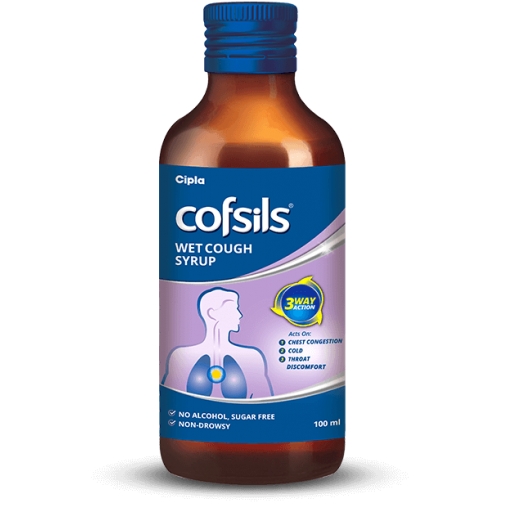 Cipla
cofsils®
WET COUGH
SYRUP
3WAY
ACTION
Acts On:
1 CHEST CONGESTION
2 COLD
3 THROAT
DISCOMFORT
NO ALCOHOL, SUGAR FREE
NON-DROWSY
100 ml